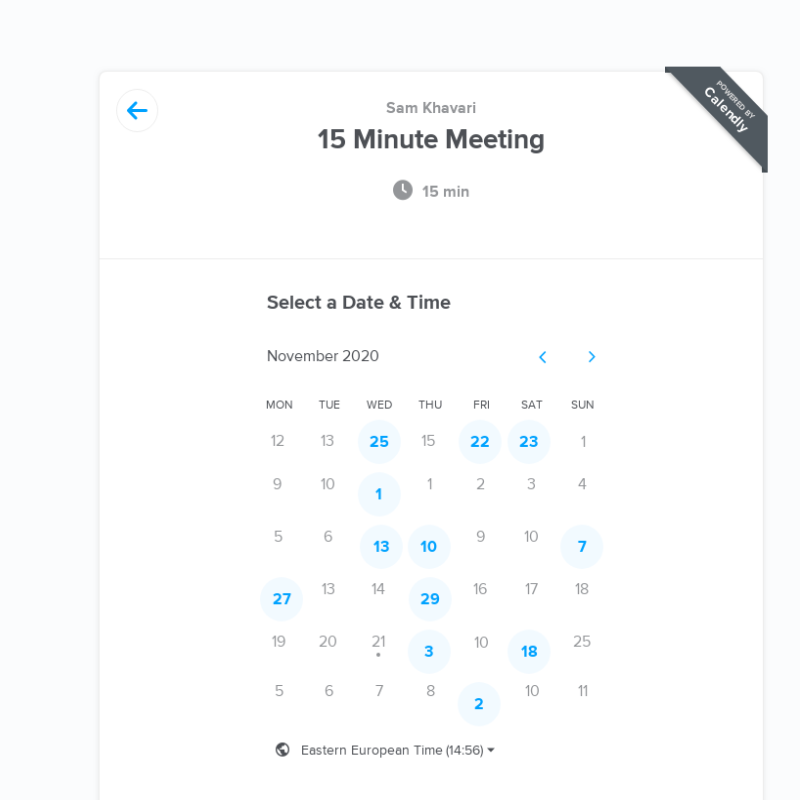 POWERED BY
Calendly
Sam Khavari
15 Minute Meeting
15 min
Select a Date & Time
November 2020
MON TUE WED THU FRI SAT SUN
12 13 25 15 22 23 1
9 10 1 1 2 3 4
5 6 13 10 9 10 7
27 13 14 29 16 17 18
19 20 21 3 10 18 25
5 6 7 8 2 10 11
Eastern European Time (14:56)